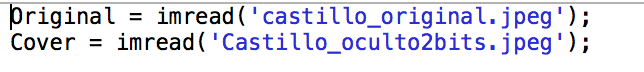 Original = imread('castillo_original.jpeg');
Cover = imread('Castillo_oculto2bits.jpeg');